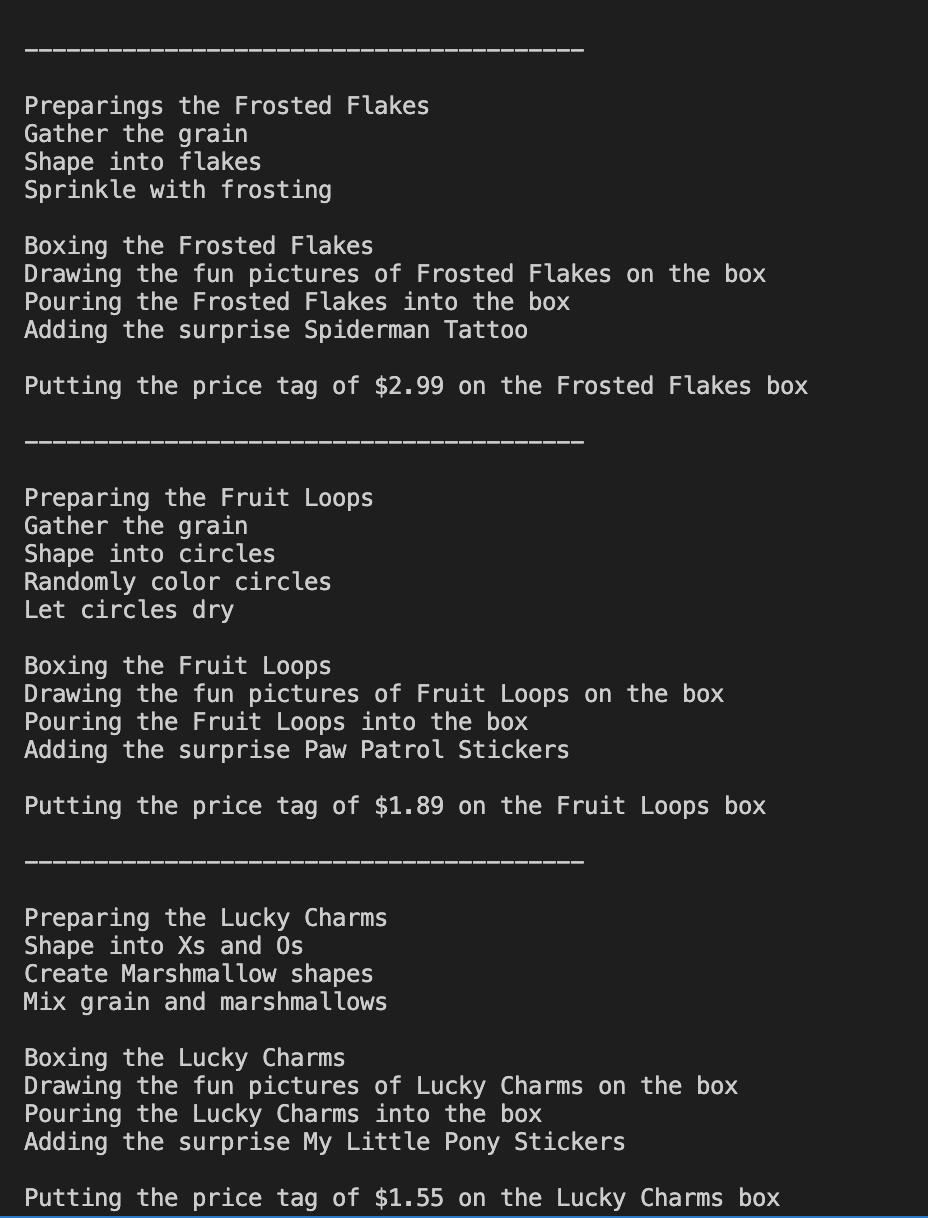 ----------------------------------------
Preparings the Frosted Flakes
Gather the grain
Shape into flakes
Sprinkle with frosting
Boxing the Frosted Flakes
Drawing the fun pictures of Frosted Flakes on the box
Pouring the Frosted Flakes into the box
Adding the surprise Spiderman Tattoo
Putting the price tag of $2.99 on the Frosted Flakes box
----------------------------------------
Preparing the Fruit Loops
Gather the grain
Shape into circles
Randomly color circles
Let circles dry
Boxing the Fruit Loops
Drawing the fun pictures of Fruit Loops on the box
Pouring the Fruit Loops into the box
Adding the surprise Paw Patrol Stickers
Putting the price tag of $1.89 on the Fruit Loops box
----------------------------------------
Preparing the Lucky Charms
Shape into Xs and Os
Create Marshmallow shapes
Mix grain and marshmallows
Boxing the Lucky Charms
Drawing the fun pictures of Lucky Charms on the box
Pouring the Lucky Charms into the box
Adding the surprise My Little Pony Stickers
Putting the price tag of $1.55 on the Lucky Charms box